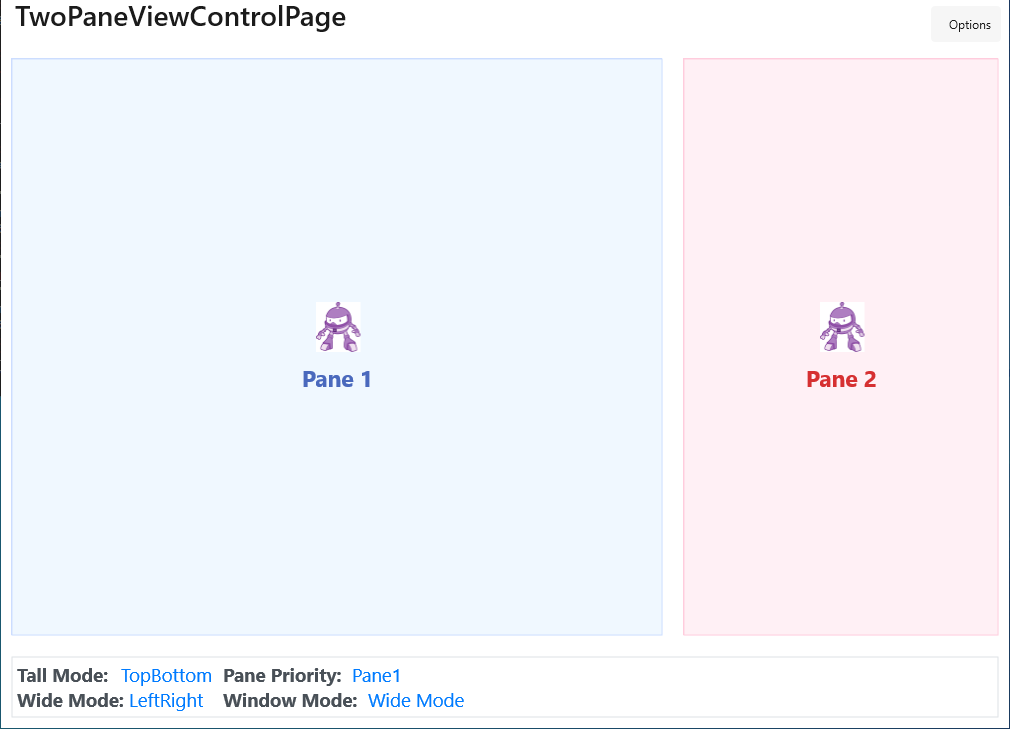 TwoPaneViewControlPage
Options
Pane 1
Pane 2
Tall Mode: TopBottom Pane Priority: Pane1
Wide Mode: LeftRight Window Mode: Wide Mode